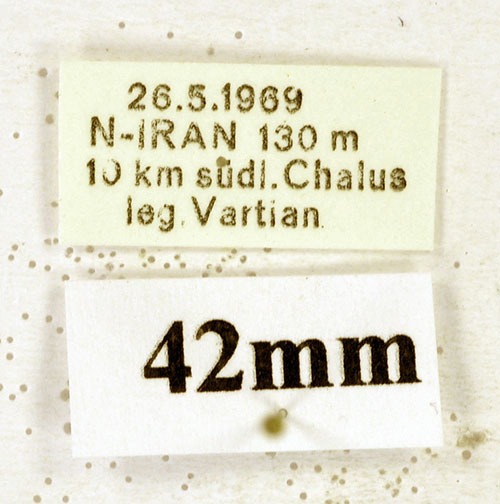 26.5.1969
N-IRAN 130 m
10 km südl.Chalus
leg.Vartian
42mm